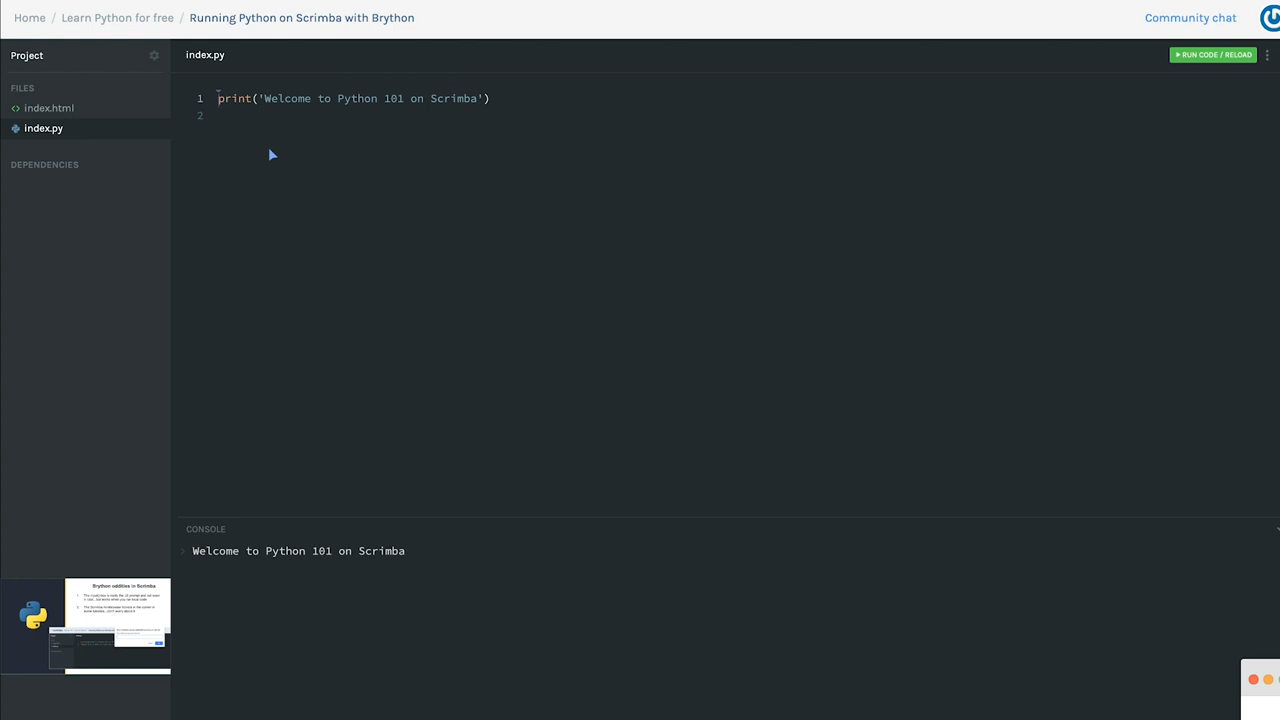 Home / Learn Python for free / Running Python on Scrimba with Brython
Community chat
Project
index.py
RUN CODE / RELOAD
FILES
index.html
index.py
DEPENDENCIES
1 print('Welcome to Python 101 on Scrimba')
2
CONSOLE
Welcome to Python 101 on Scrimba
Brython oddities in Scrimba